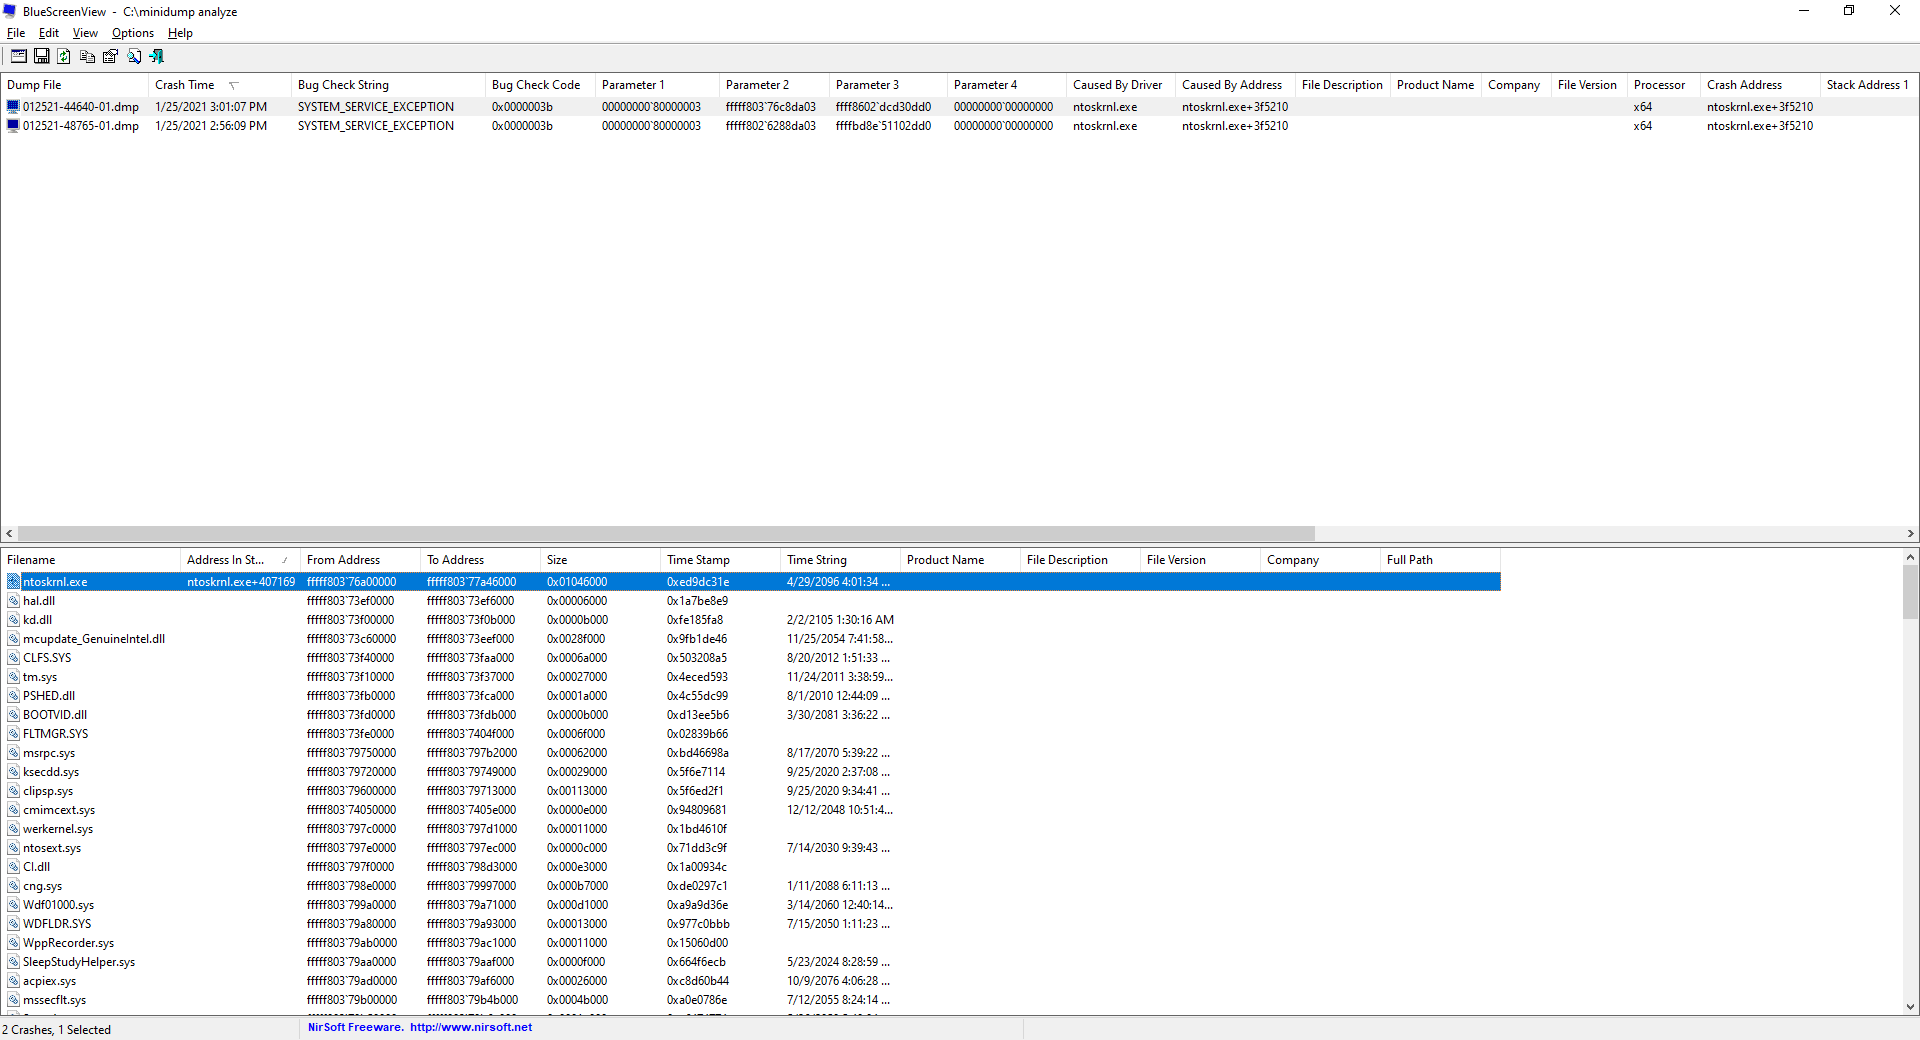 BlueScreenView - C:\minidump analyze
File Edit View Options Help
Dump File Crash Time Bug Check String Bug Check Code Parameter 1 Parameter 2 Parameter 3 Parameter 4 Caused By Driver Caused By Address File Description Product Name Company File Version Processor Crash Address Stack Address 1
012521-44640-01.dmp 1/25/2021 3:01:07 PM SYSTEM_SERVICE_EXCEPTION 0x0000003b 00000000`80000003 fffff803`76c8da03 ffff8602`dcd30dd0 00000000`00000000 ntoskrnl.exe ntoskrnl.exe+3f5210 x64 ntoskrnl.exe+3f5210
012521-48765-01.dmp 1/25/2021 2:56:09 PM SYSTEM_SERVICE_EXCEPTION 0x0000003b 00000000`80000003 fffff802`6288da03 ffffbd8e`51102dd0 00000000`00000000 ntoskrnl.exe ntoskrnl.exe+3f5210 x64 ntoskrnl.exe+3f5210
Filename Address In St... From Address To Address Size Time Stamp Time String Product Name File Description File Version Company Full Path
ntoskrnl.exe ntoskrnl.exe+407169 fffff803`76a00000 fffff803`77a46000 0x01046000 0xed9dc31e 4/29/2096 4:01:34 ...
hal.dll fffff803`73ef0000 fffff803`73ef6000 0x00006000 0x1a7be8e9
kd.dll fffff803`73f00000 fffff803`73f0b000 0x0000b000 0xfe185fa8 2/2/2105 1:30:16 AM
mcupdate_GenuineIntel.dll fffff803`73c60000 fffff803`73eef000 0x0028f000 0x9fb1de46 11/25/2054 7:41:58...
CLFS.SYS fffff803`73f40000 fffff803`73faa000 0x0006a000 0x503208a5 8/20/2012 1:51:33 ...
tm.sys fffff803`73f10000 fffff803`73f37000 0x00027000 0x4eced593 11/24/2011 3:38:59...
PSHED.dll fffff803`73fb0000 fffff803`73fca000 0x0001a000 0x4c55dc99 8/1/2010 12:44:09 ...
BOOTVID.dll fffff803`73fd0000 fffff803`73fdb000 0x0000b000 0xd13ee5b6 3/30/2081 3:36:22 ...
FLTMGR.SYS fffff803`73fe0000 fffff803`7404f000 0x0006f000 0x02839b66
msrpc.sys fffff803`79750000 fffff803`797b2000 0x00062000 0xbd46698a 8/17/2070 5:39:22 ...
ksecdd.sys fffff803`79720000 fffff803`79749000 0x00029000 0x5f6e7114 9/25/2020 2:37:08 ...
clipsp.sys fffff803`79600000 fffff803`79713000 0x00113000 0x5f6ed2f1 9/25/2020 9:34:41 ...
cmimcext.sys fffff803`74050000 fffff803`7405e000 0x0000e000 0x94809681 12/12/2048 10:51:4...
werkernel.sys fffff803`797c0000 fffff803`797d1000 0x00011000 0x1bd4610f
ntosext.sys fffff803`797e0000 fffff803`797ec000 0x0000c000 0x71dd3c9f 7/14/2030 9:39:43 ...
CI.dll fffff803`797f0000 fffff803`798d3000 0x000e3000 0x1a00934c
cng.sys fffff803`798e0000 fffff803`79997000 0x000b7000 0xde0297c1 1/11/2088 6:11:13 ...
Wdf01000.sys fffff803`799a0000 fffff803`79a71000 0x000d1000 0xa9a9d36e 3/14/2060 12:40:14...
WDFLDR.SYS fffff803`79a80000 fffff803`79a93000 0x00013000 0x977c0bbb 7/15/2050 1:11:23 ...
WppRecorder.sys fffff803`79ab0000 fffff803`79ac1000 0x00011000 0x15060d00
SleepStudyHelper.sys fffff803`79aa0000 fffff803`79aaf000 0x0000f000 0x664f6ecb 5/23/2024 8:28:59 ...
acpiex.sys fffff803`79ad0000 fffff803`79af6000 0x00026000 0xc8d60b44 10/9/2076 4:06:28 ...
mssecflt.sys fffff803`79b00000 fffff803`79b4b000 0x0004b000 0xa0e0786e 7/12/2055 8:24:14 ...
2 Crashes, 1 Selected NirSoft Freeware. http://www.nirsoft.net